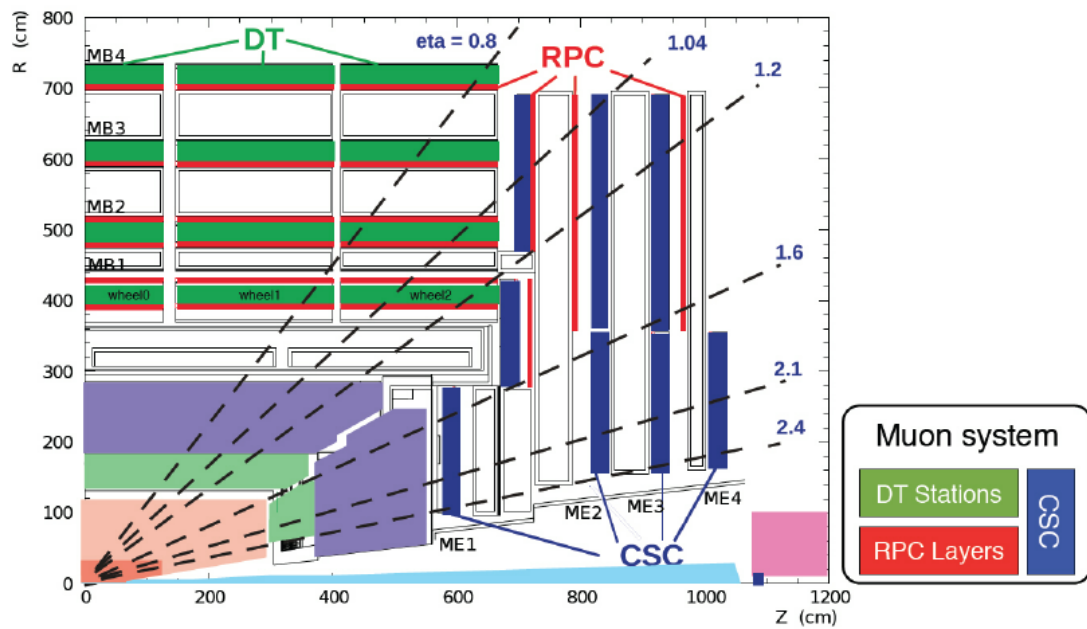 R (cm)
800
700
600
500
400
300
200
100
0
MB4
MB3
MB2
MB1
DT
eta = 0.8
RPC
1.04
1.2
1.6
2.1
2.4
wheel0
wheel1
wheel2
ME1
ME2
ME3
ME4
CSC
0
200
400
600
800
1000
1200
Z (cm)
Muon system
DT Stations
RPC Layers
CSC